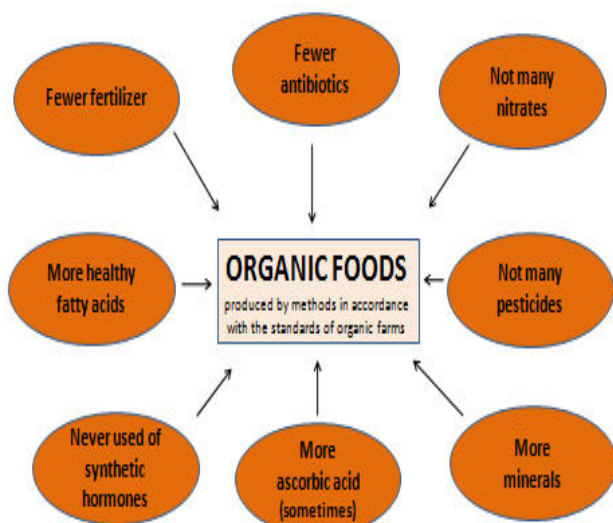 Fewer fertilizer
Fewer
antibiotics
Not many
nitrates
More healthy
fatty acids
ORGANIC FOODS
produced by methods in accordance
with the standards of organic farms
Not many
pesticides
Never used of
synthetic
hormones
More
ascorbic acid
(sometimes)
More
minerals